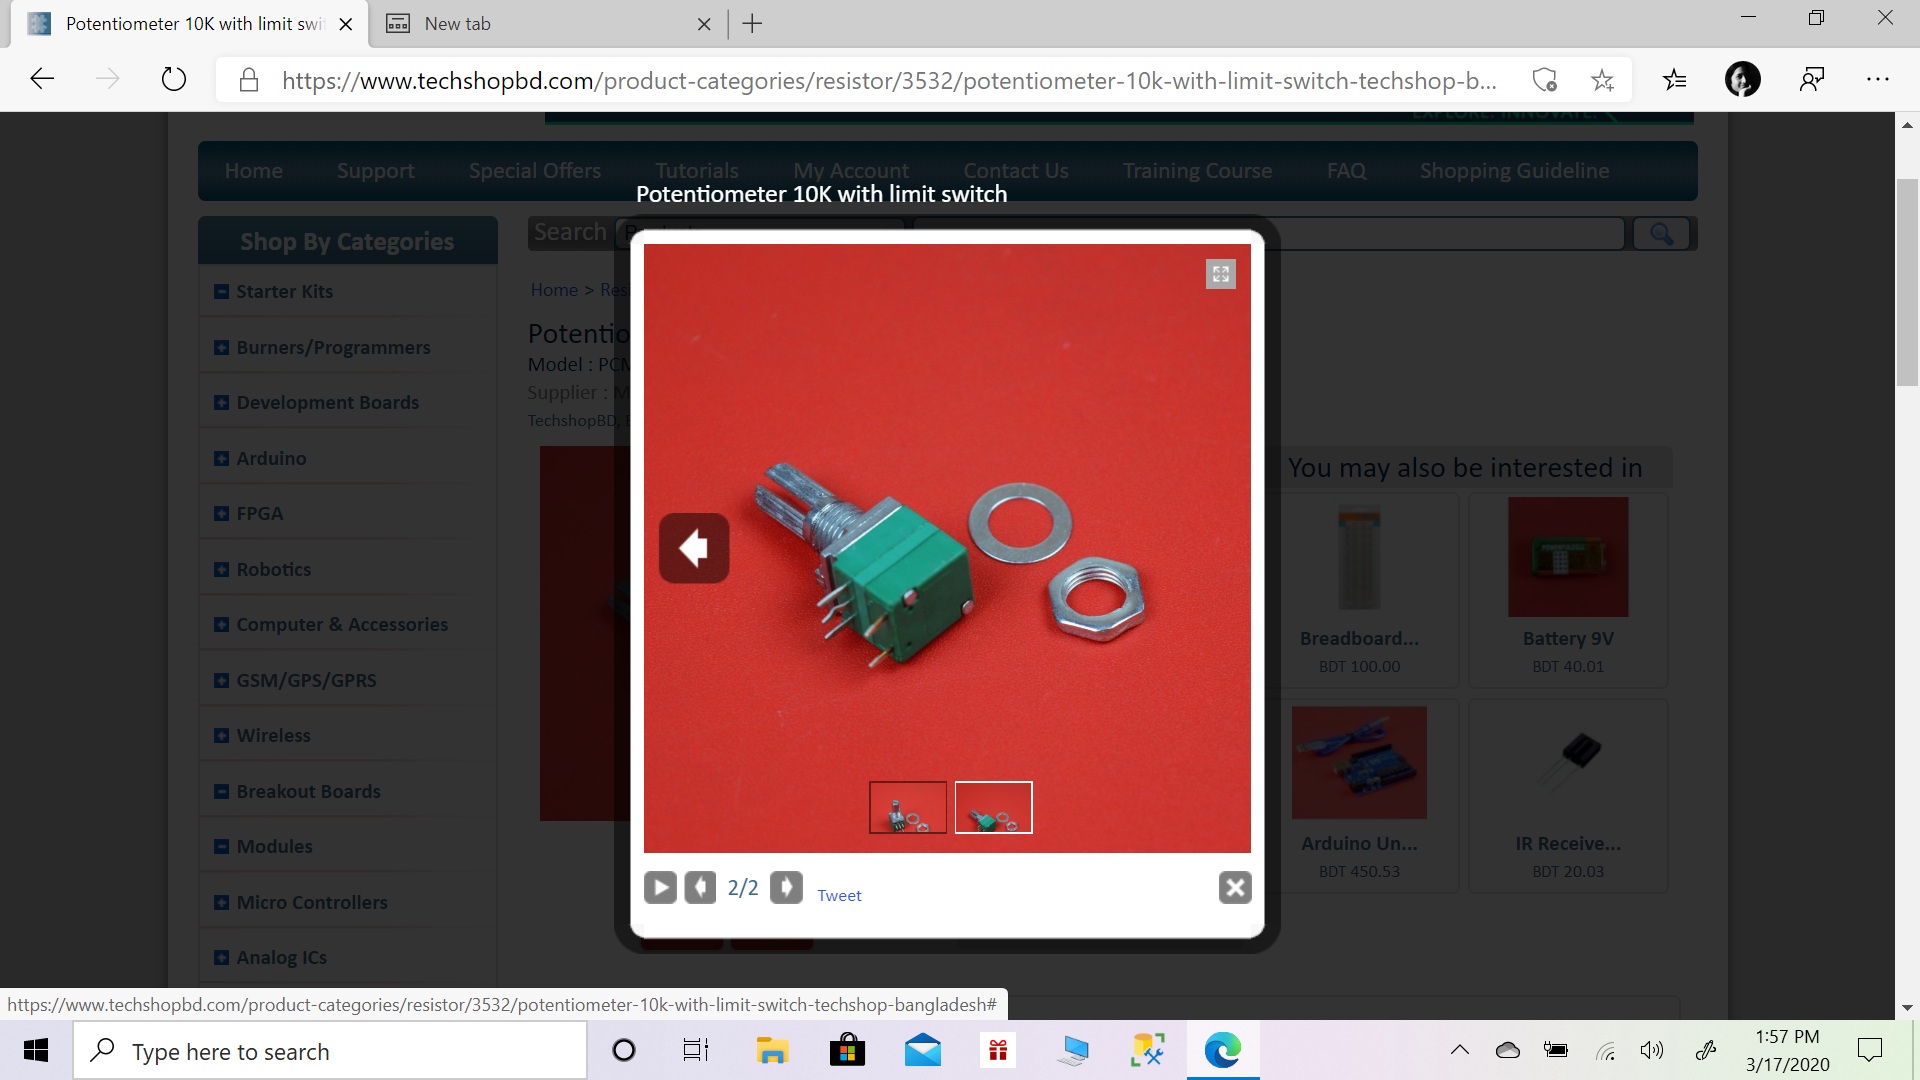 Potentiometer 10K with limit swi
New tab
https://www.techshopbd.com/product-categories/resistor/3532/potentiometer-10k-with-limit-switch-techshop-b...
EXPLORE. INNOVATE.
Home Support Special Offers Tutorials My Account Contact Us Training Course FAQ Shopping Guideline
Potentiometer 10K with limit switch
Shop By Categories
Search
Starter Kits
Burners/Programmers
Development Boards
Arduino
FPGA
Robotics
Computer & Accessories
GSM/GPS/GPRS
Wireless
Breakout Boards
Modules
Micro Controllers
Analog ICs
Home > Res
Potentio
Model : PCM
Supplier : M
TechshopBD,
You may also be interested in
Breadboard...
BDT 100.00
Battery 9V
BDT 40.01
Arduino Un...
BDT 450.53
IR Receive...
BDT 20.03
2/2
Tweet
https://www.techshopbd.com/product-categories/resistor/3532/potentiometer-10k-with-limit-switch-techshop-bangladesh#
Type here to search
1:57 PM
3/17/2020